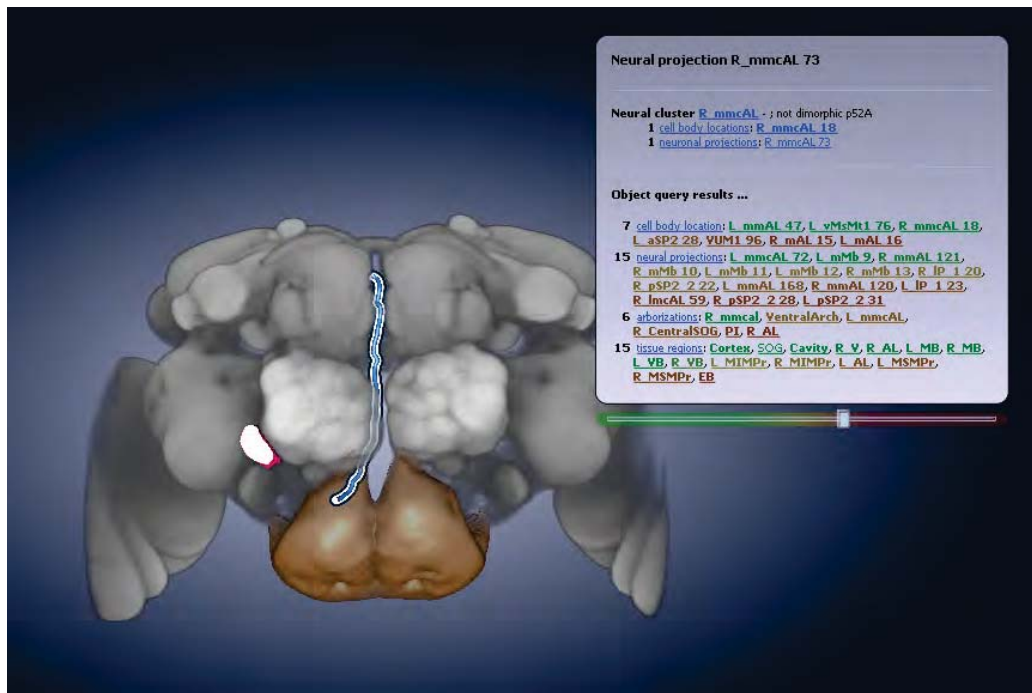 Neural projection R_mmcAL 73
Neural cluster R_mmcAL - ; not dimorphic p52A
1 cell body locations: R_mmcAL 18
1 neuronal projections: R_mmcAL 73
Object query results ...
7 cell body location: L_mmAL 47, L_vMsMt1 76, R_mmcAL 18,
L_aSP2 28, VUM1 96, R_mAL 15, L_mAL 16
15 neural projections: L_mmcAL 72, L_mMb 9, R_mmAL 121,
R_mMb 10, L_mMb 11, L_mMb 12, R_mMb 13, R_lP_1 20,
R_pSP2_2 22, L_mmAL 168, R_mmAL 120, L_lP_1 23,
R_lmcAL 59, R_pSP2_2 28, L_pSP2_2 31
6 arborizations: R_mmcal, VentralArch, L_mmcAL,
R_CentralSOG, PI, R_AL
15 tissue regions: Cortex, SOG, Cavity, R_V, R_AL, L_MB, R_MB,
L_VB, R_VB, L_MIMPr, R_MIMPr, L_AL, L_MSMPr,
R_MSMPr, EB